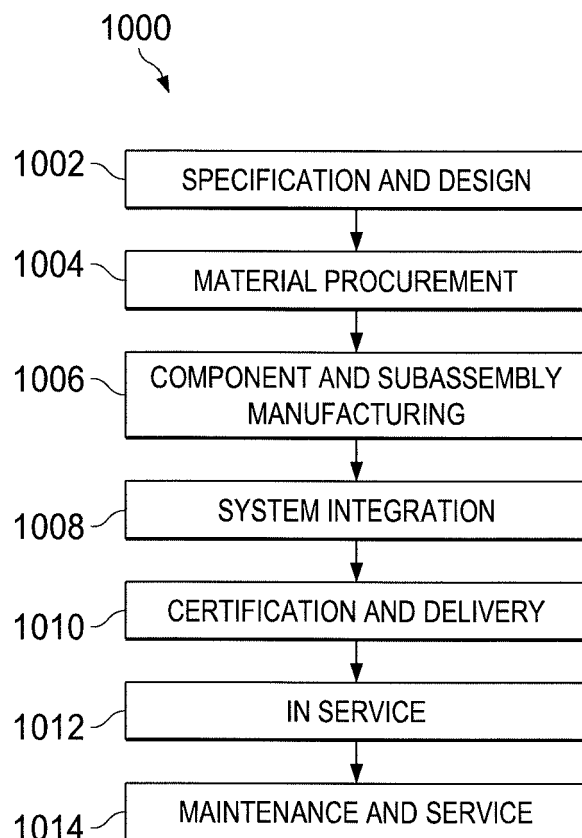 1000
1002
SPECIFICATION AND DESIGN
1004
MATERIAL PROCUREMENT
1006
COMPONENT AND SUBASSEMBLY
MANUFACTURING
1008
SYSTEM INTEGRATION
1010
CERTIFICATION AND DELIVERY
1012
IN SERVICE
1014
MAINTENANCE AND SERVICE